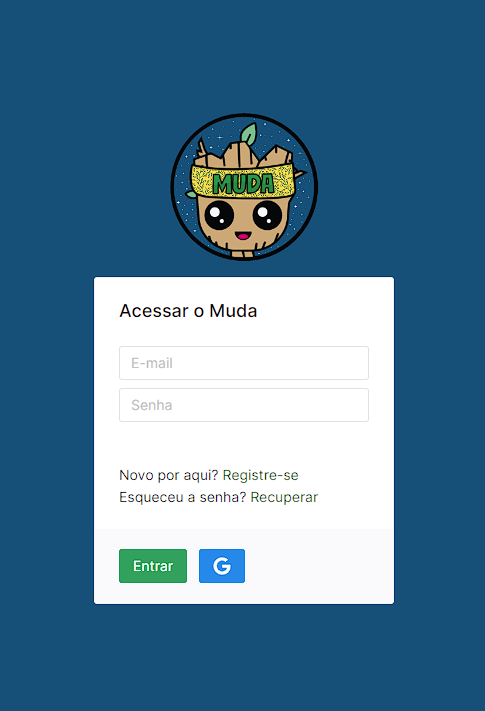 MUDA
Acessar o Muda
E-mail
Senha
Novo por aqui? Registre-se
Esqueceu a senha? Recuperar
Entrar G